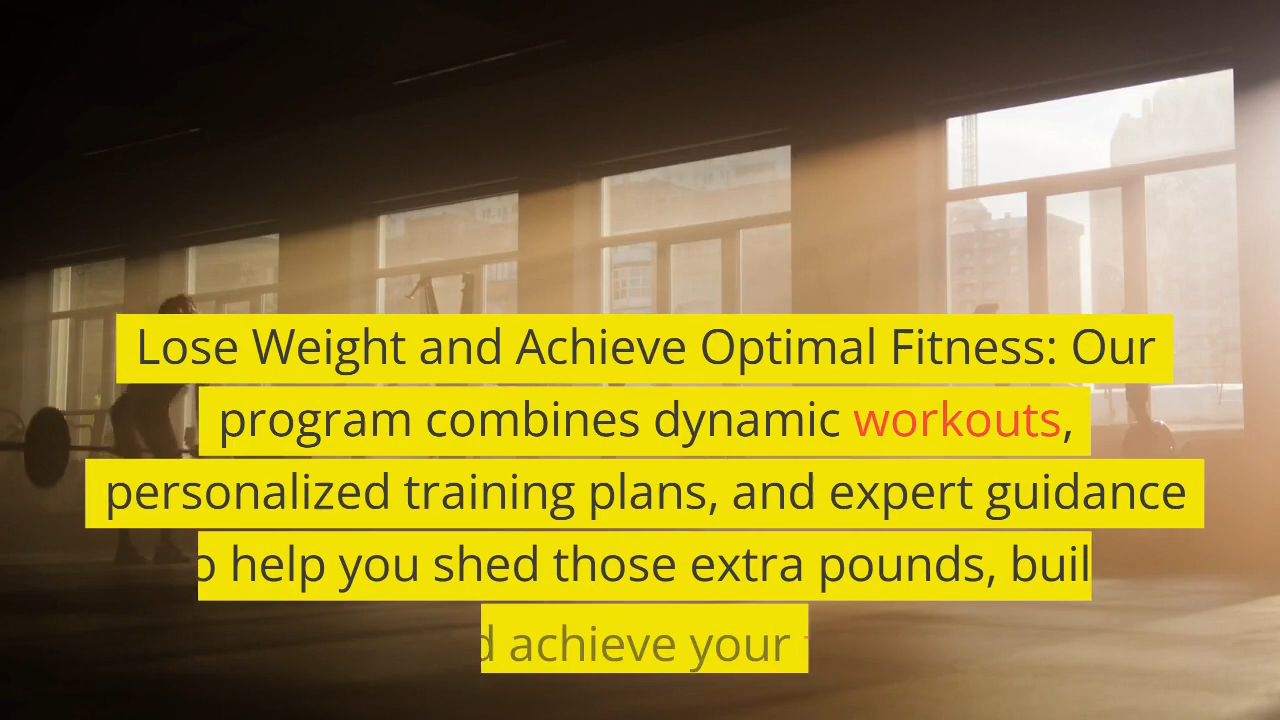 Lose Weight and Achieve Optimal Fitness: Our
program combines dynamic workouts,
personalized training plans, and expert guidance
help you shed those extra pounds,
achieve your